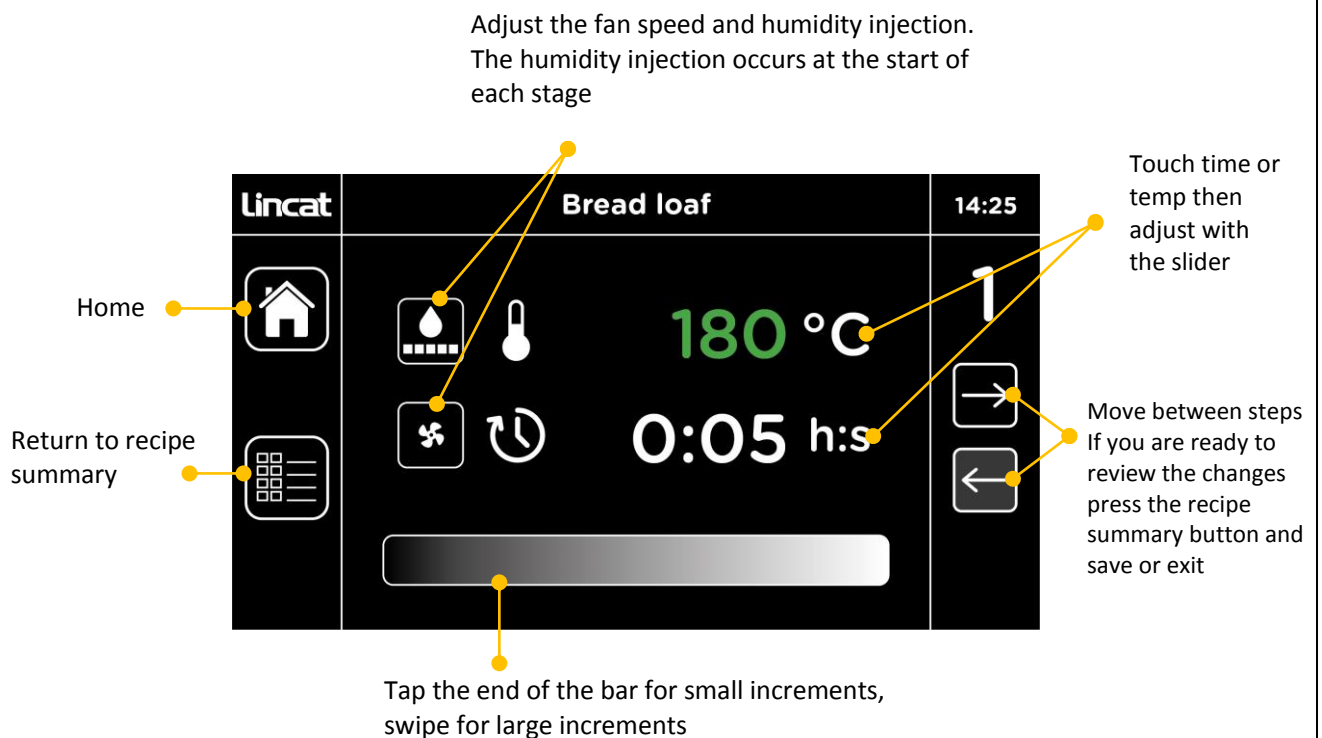 Adjust the fan speed and humidity injection.
The humidity injection occurs at the start of
each stage
Lincat
Bread loaf
14:25
Touch time or
temp then
adjust with
the slider
Home
180 °C
1
Return to recipe
summary
0:05 h:s
Move between steps
If you are ready to
review the changes
press the recipe
summary button and
save or exit
Tap the end of the bar for small increments,
swipe for large increments